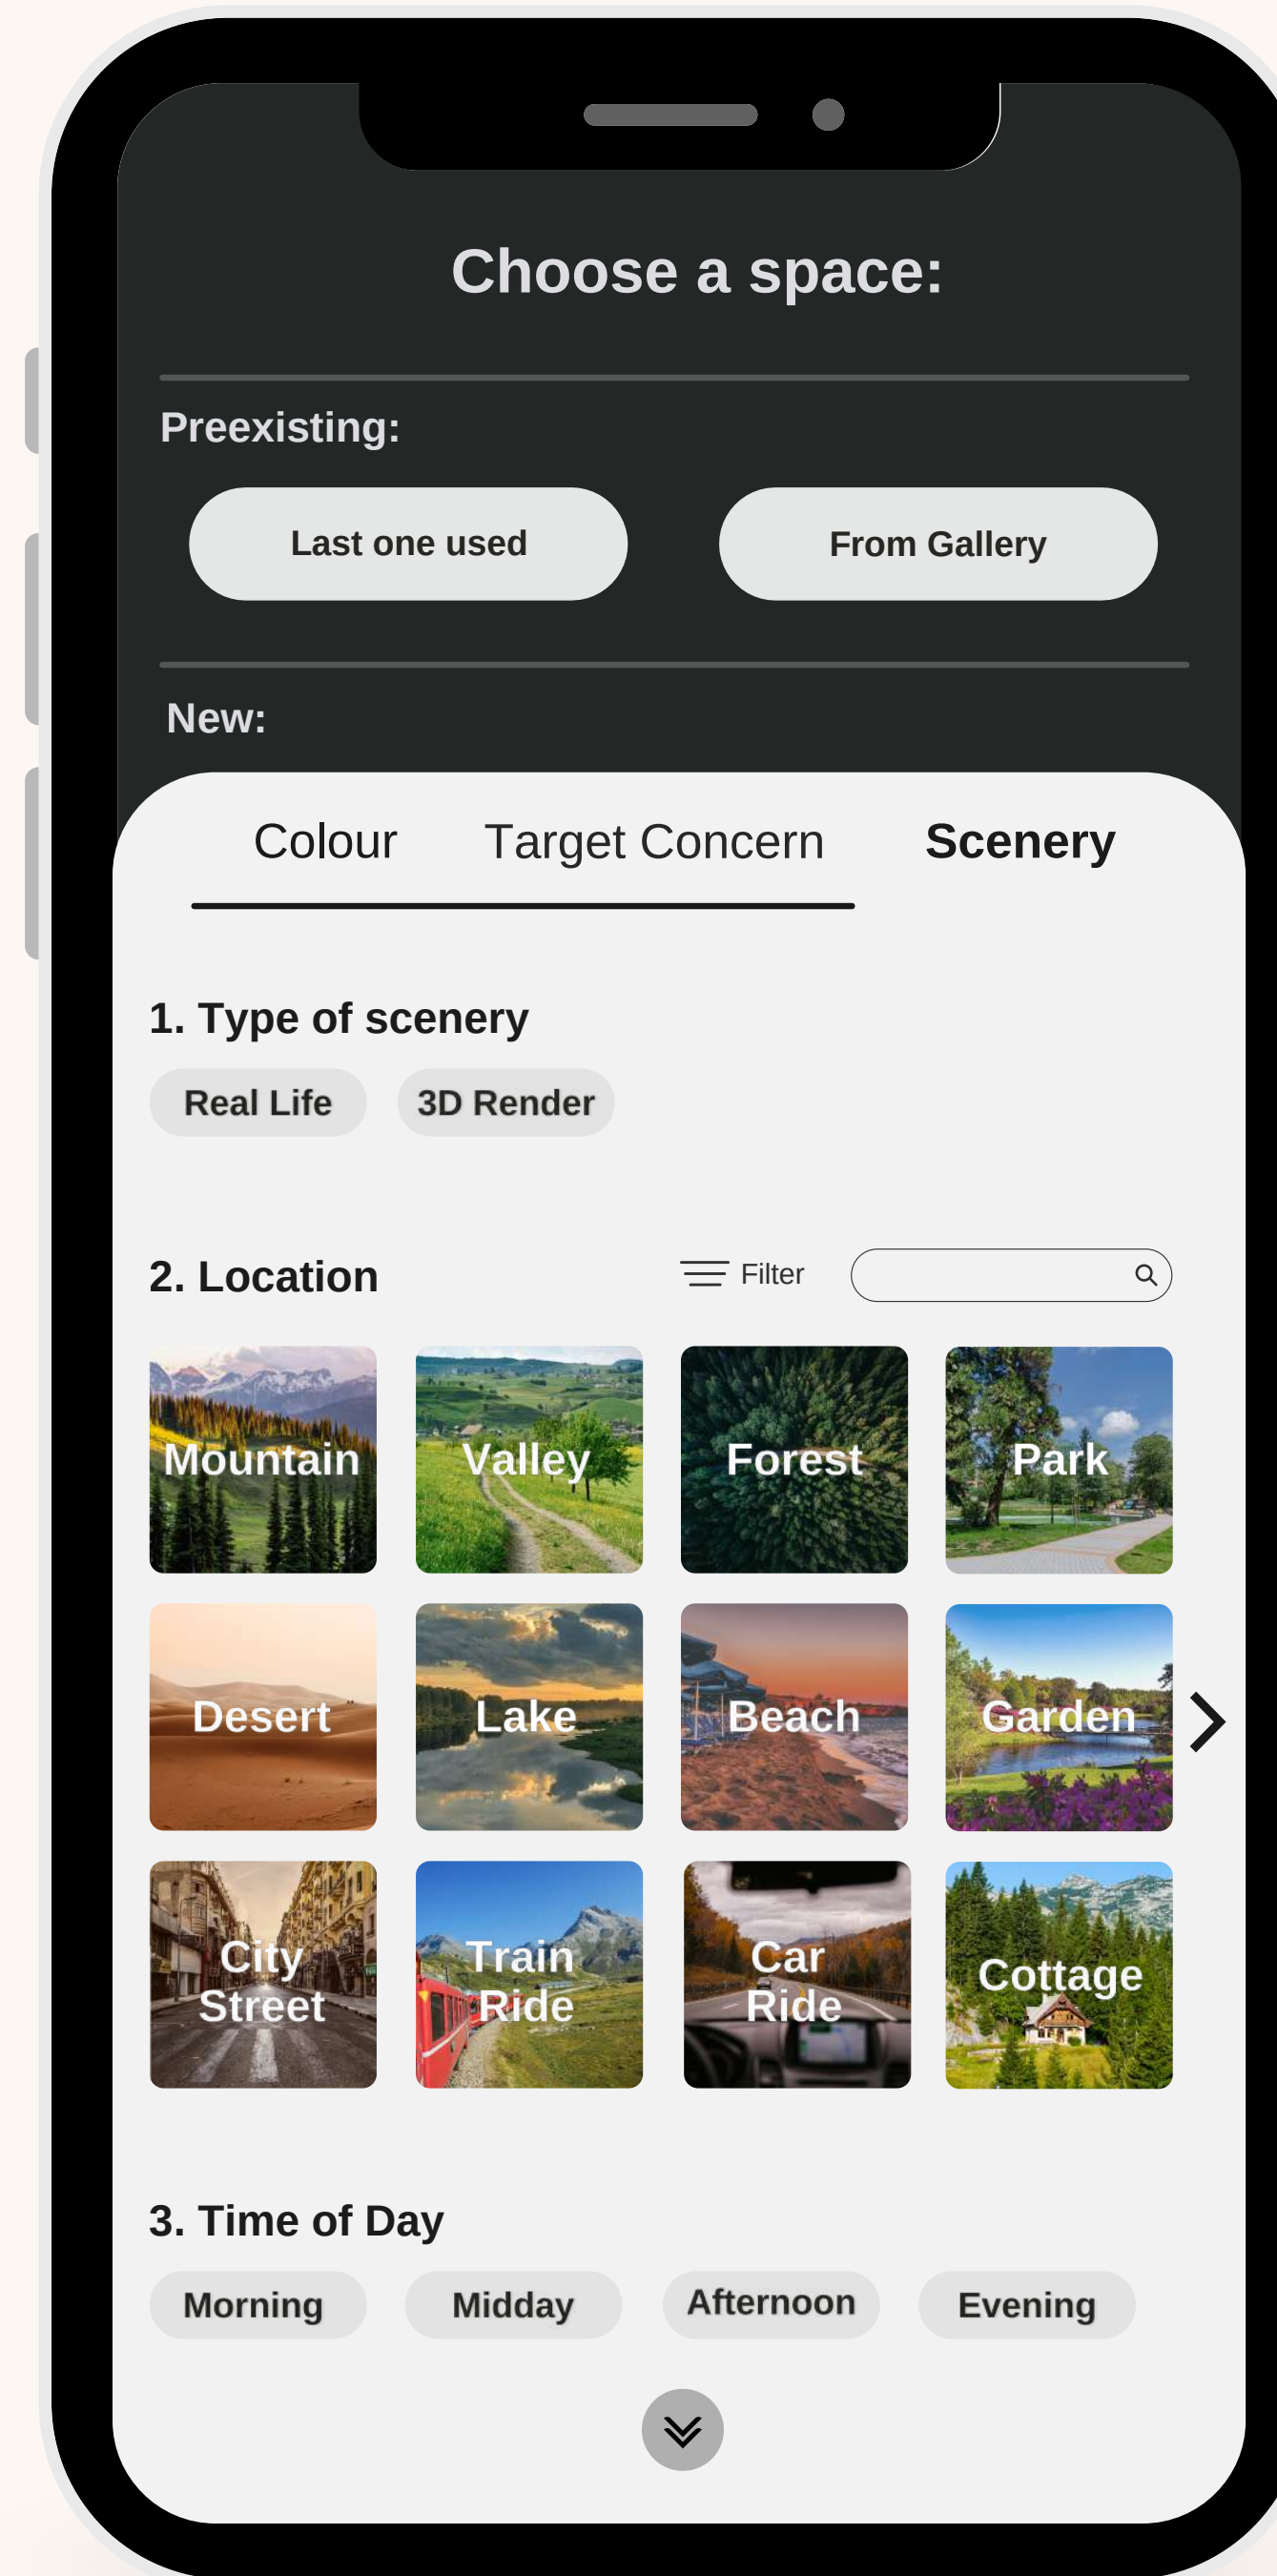 Choose a space:
Preexisting:
Last one used
From Gallery
New:
Colour
Target Concern
Scenery
1. Type of scenery
Real Life
3D Render
2. Location
Filter
Mountain
Valley
Forest
Park
Desert
Lake
Beach
Garden
City
Street
Train
Ride
Car
Ride
Cottage
3. Time of Day
Morning
Midday
Afternoon
Evening